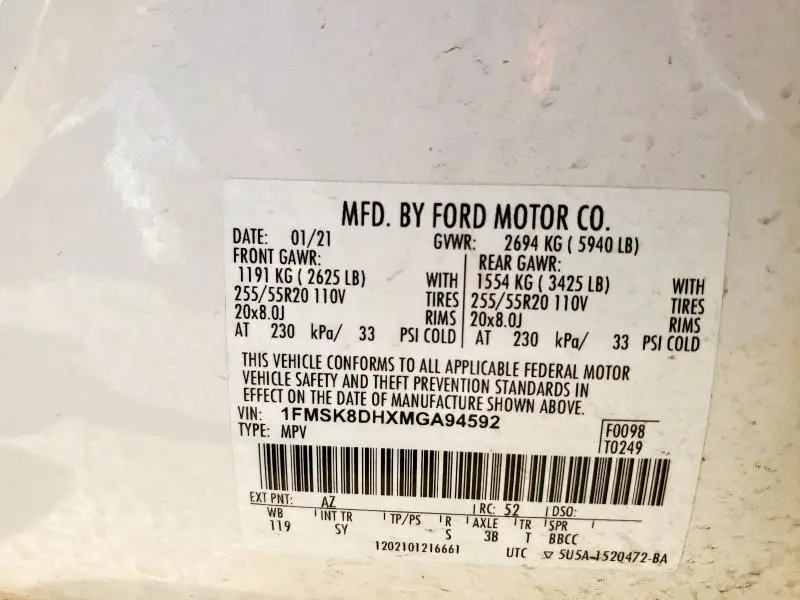 MFD. BY FORD MOTOR CO.
DATE: 01/21 GVWR: 2694 KG ( 5940 LB)
FRONT GAWR: REAR GAWR:
1191 KG ( 2625 LB) WITH 1554 KG ( 3425 LB) WITH
255/55R20 110V TIRES 255/55R20 110V TIRES
20x8.0J RIMS 20x8.0J RIMS
AT 230 kPa/ 33 PSI COLD AT 230 kPa/ 33 PSI COLD
THIS VEHICLE CONFORMS TO ALL APPLICABLE FEDERAL MOTOR
VEHICLE SAFETY AND THEFT PREVENTION STANDARDS IN
EFFECT ON THE DATE OF MANUFACTURE SHOWN ABOVE.
VIN: 1FMSK8DHXMGA94592
TYPE: MPV F0098
T0249
EXT PNT: AZ RC: 52 DSO:
WB INT TR TP/PS R AXLE TR SPR
119 SY S 3B T BBCC
1202101216661 UTC ▽ 5U5A-1520472-BA